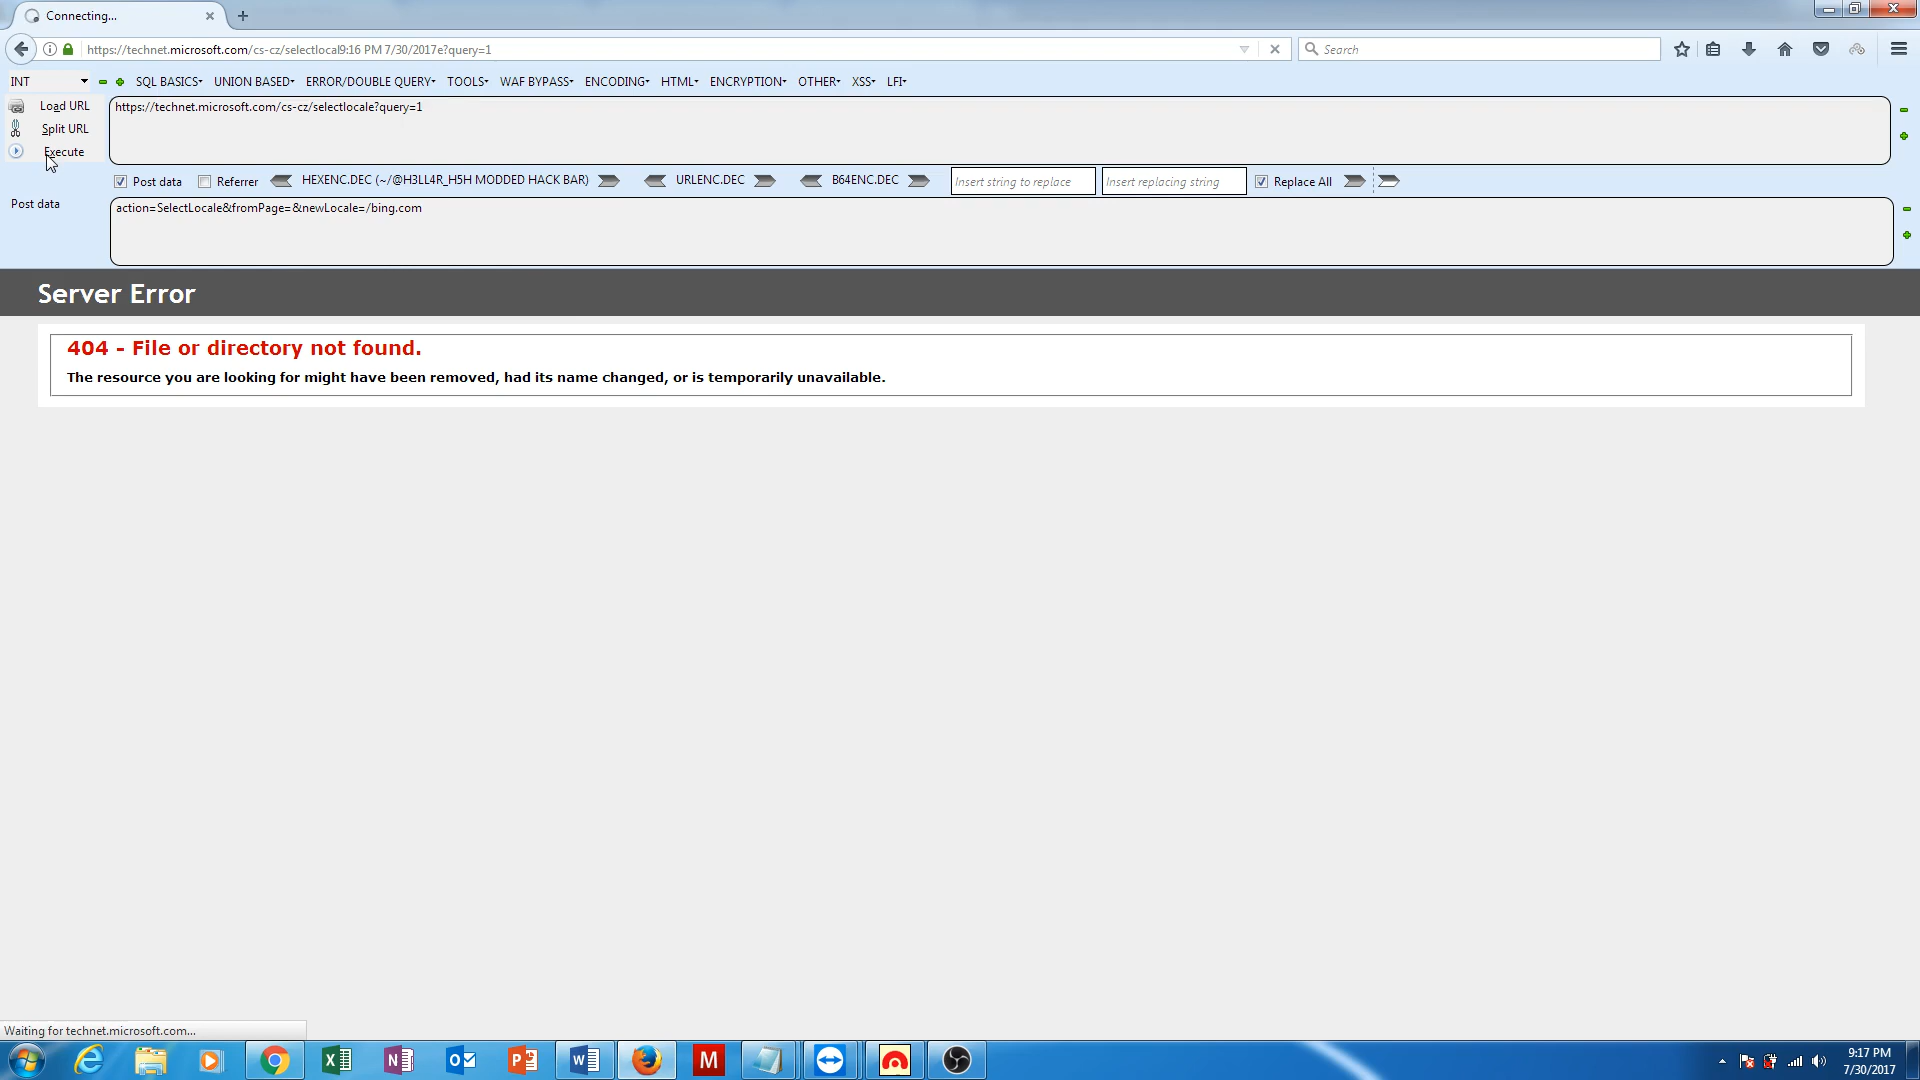 Connecting...
https://technet.microsoft.com/cs-cz/selectlocal9:16 PM 7/30/2017e?query=1
Search
INT
SQL BASICS
UNION BASED
ERROR/DOUBLE QUERY
TOOLS
WAF BYPASS
ENCODING
HTML
ENCRYPTION
OTHER
XSS
LFI
Load URL
https://technet.microsoft.com/cs-cz/selectlocale?query=1
Split URL
Execute
Post data
Referrer
HEXENC.DEC (~/@H3LL4R_H5H MODDED HACK BAR)
URLENC.DEC
B64ENC.DEC
Insert string to replace
Insert replacing string
Replace All
Post data
action=SelectLocale&fromPage=&newLocale=/bing.com
Server Error
404 - File or directory not found.
The resource you are looking for might have been removed, had its name changed, or is temporarily unavailable.
Waiting for technet.microsoft.com...
9:17 PM
7/30/2017